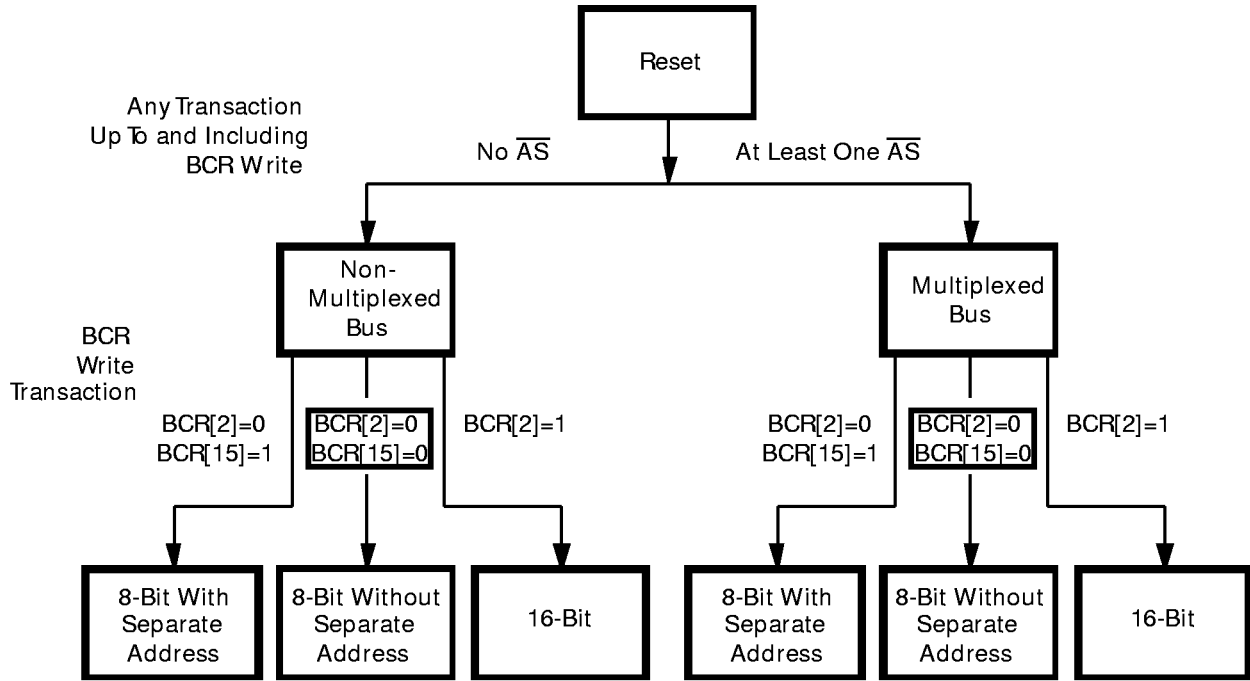 Reset
Any Transaction
Up To and Including
BCR Write
No A̅S̅
At Least One A̅S̅
Non-
Multiplexed
Bus
Multiplexed
Bus
BCR
Write
Transaction
BCR[2]=0
BCR[15]=1
BCR[2]=0
BCR[15]=0
BCR[2]=1
BCR[2]=0
BCR[15]=1
BCR[2]=0
BCR[15]=0
BCR[2]=1
8-Bit With
Separate
Address
8-Bit Without
Separate
Address
16-Bit
8-Bit With
Separate
Address
8-Bit Without
Separate
Address
16-Bit